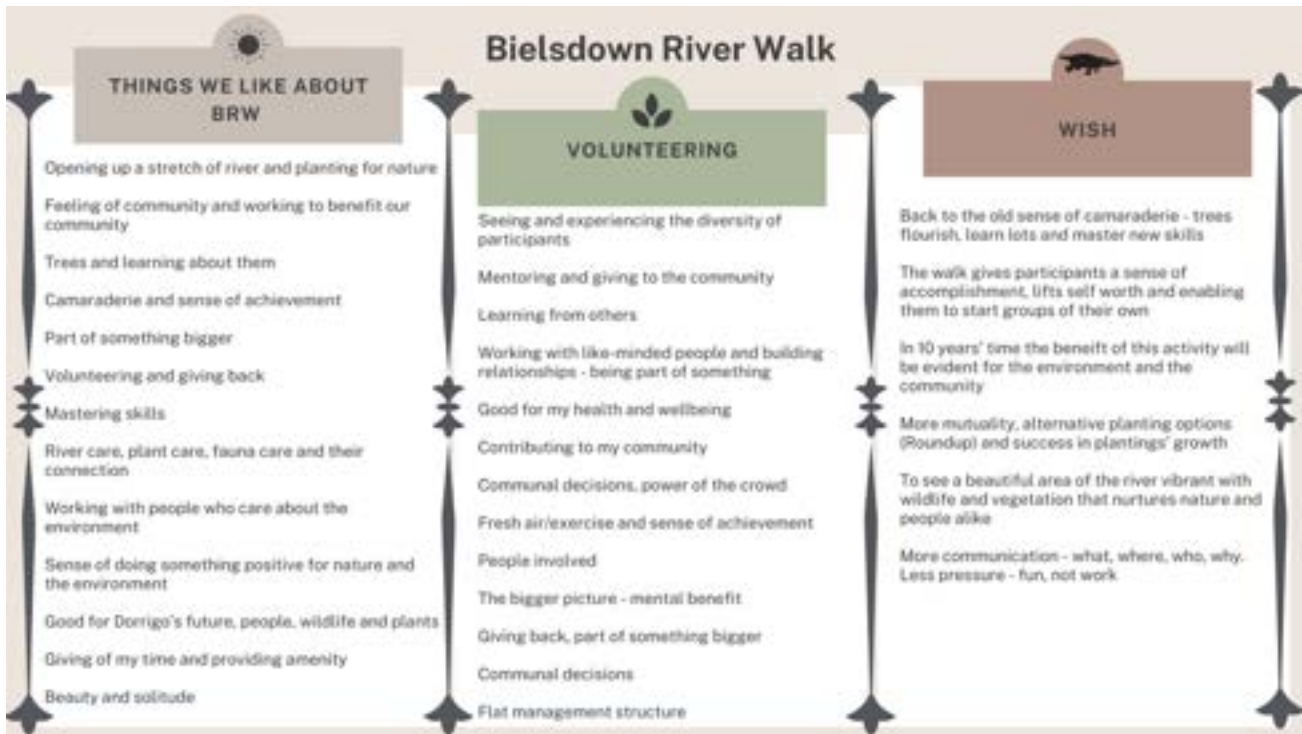 Bielsdown River Walk
THINGS WE LIKE ABOUT
BRW
Opening up a stretch of river and planting for nature
Feeling of community and working to benefit our
community
Trees and learning about them
Camaraderie and sense of achievement
Part of something bigger
Volunteering and giving back
Mastering skills
River care, plant care, fauna care and their
connection
Working with people who care about the
environment
Sense of doing something positive for nature and
the environment
Good for Dorrigo's future, people, wildlife and plants
Giving of my time and providing amenity
Beauty and solitude
VOLUNTEERING
Seeing and experiencing the diversity of
participants
Mentoring and giving to the community
Learning from others
Working with like-minded people and building
relationships - being part of something
Good for my health and wellbeing
Contributing to my community
Communal decisions, power of the crowd
Fresh air/exercise and sense of achievement
People involved
The bigger picture - mental benefit
Giving back, part of something bigger
Communal decisions
Flat management structure
WISH
Back to the old sense of camaraderie - trees
flourish, learn lots and master new skills
The walk gives participants a sense of
accomplishment, lifts self worth and enabling
them to start groups of their own
In 10 years' time the beneift of this activity will
be evident for the environment and the
community
More mutuality, alternative planting options
(Roundup) and success in plantings' growth
To see a beautiful area of the river vibrant with
wildlife and vegetation that nurtures nature and
people alike
More communication - what, where, who, why.
Less pressure - fun, not work